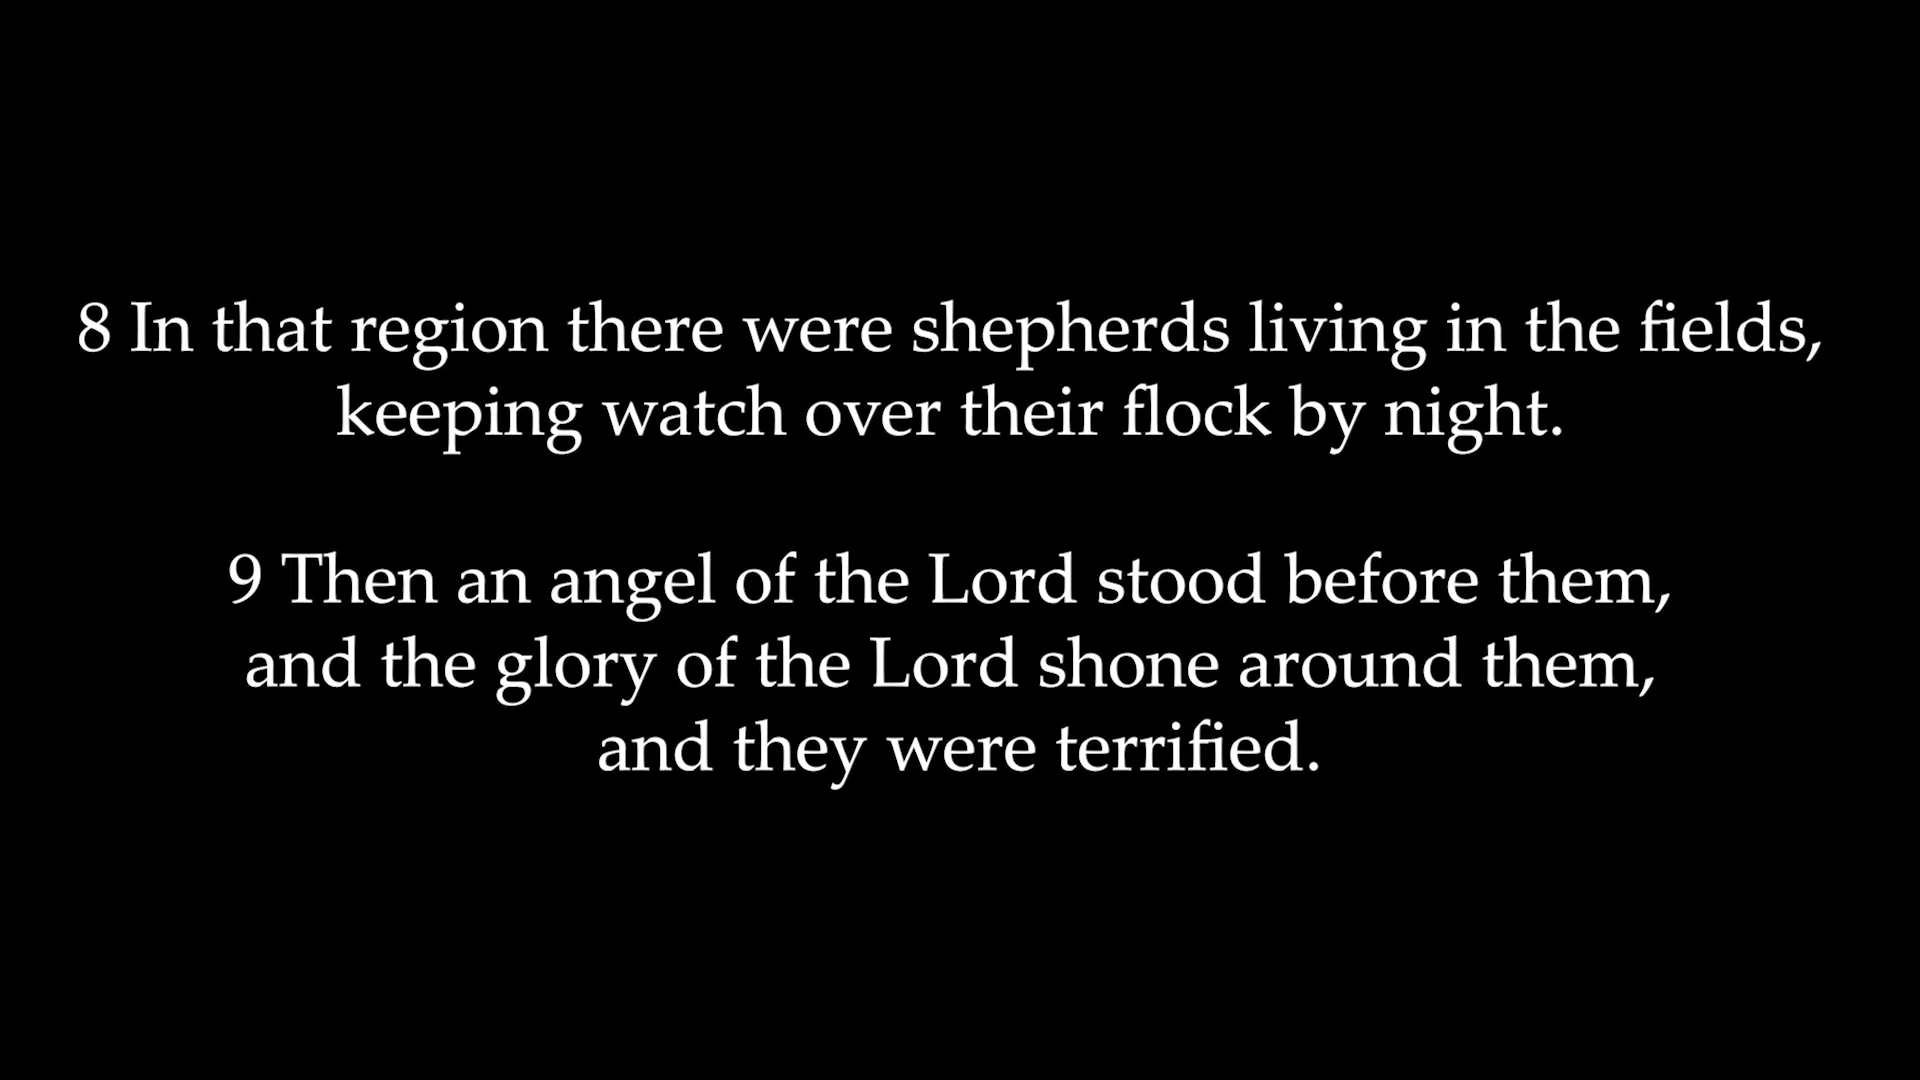 8 In that region there were shepherds living in the fields,
keeping watch over their flock by night.
9 Then an angel of the Lord stood before them,
and the glory of the Lord shone around them,
and they were terrified.